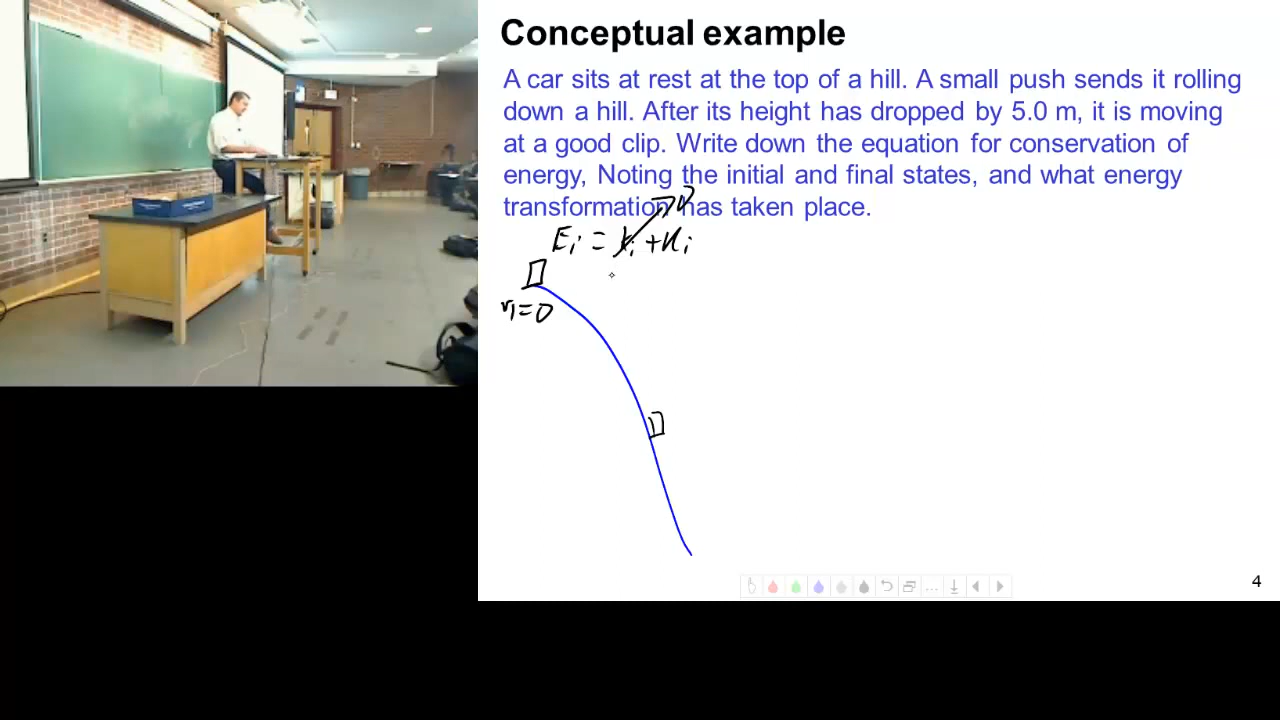 Conceptual example
A car sits at rest at the top of a hill. A small push sends it rolling
down a hill. After its height has dropped by 5.0 m, it is moving
at a good clip. Write down the equation for conservation of
energy, Noting the initial and final states, and what energy
transformation has taken place.
Ei = Ki + Ui
=0
4